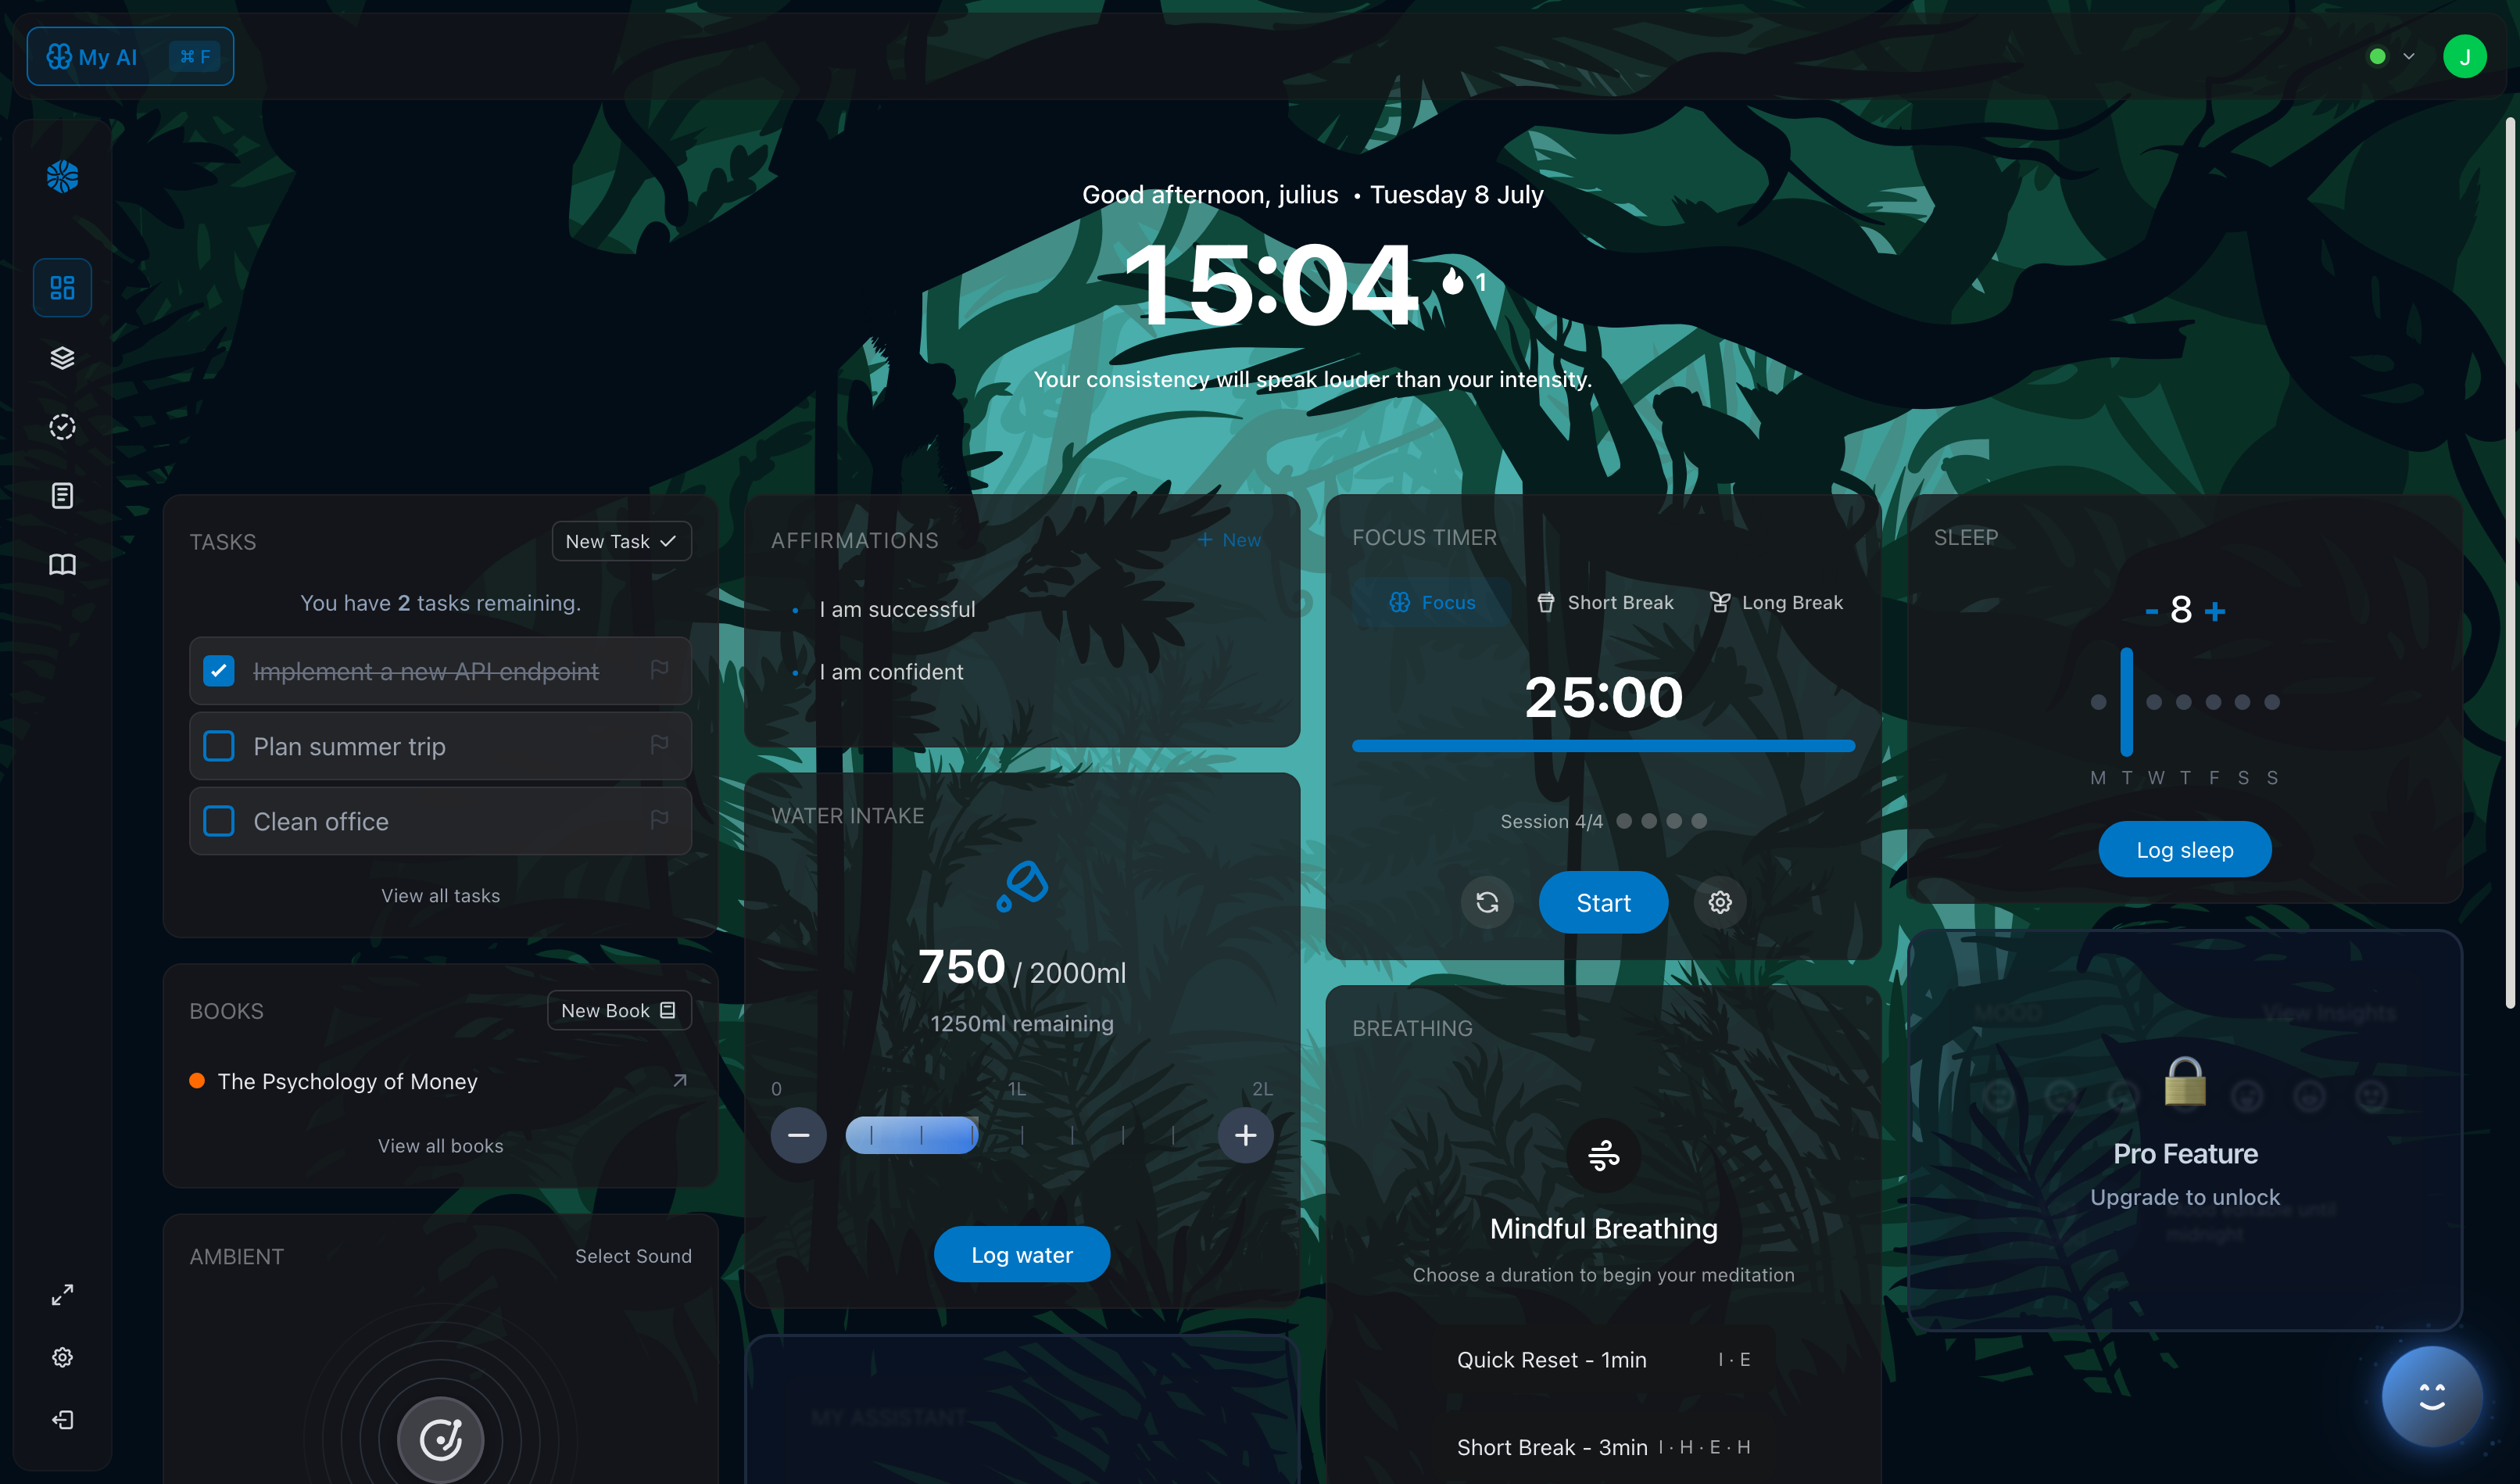 My AI ⌘ F
J
Good afternoon, julius • Tuesday 8 July
15:04 1
Your consistency will speak louder than your intensity.
TASKS
New Task
You have 2 tasks remaining.
Implement a new API endpoint
Plan summer trip
Clean office
View all tasks
BOOKS
New Book
The Psychology of Money
View all books
AMBIENT
Select Sound
AFFIRMATIONS
+ New
• I am successful
• I am confident
WATER INTAKE
750 / 2000ml
1250ml remaining
0 1L 2L
Log water
MY ASSISTANT
FOCUS TIMER
Focus Short Break Long Break
25:00
Session 4/4
Start
BREATHING
Mindful Breathing
Choose a duration to begin your meditation
Quick Reset - 1min I · E
Short Break - 3min I · H · E · H
SLEEP
- 8 +
M T W T F S S
Log sleep
MOOD View Insights
Pro Feature
Upgrade to unlock
until
midnight